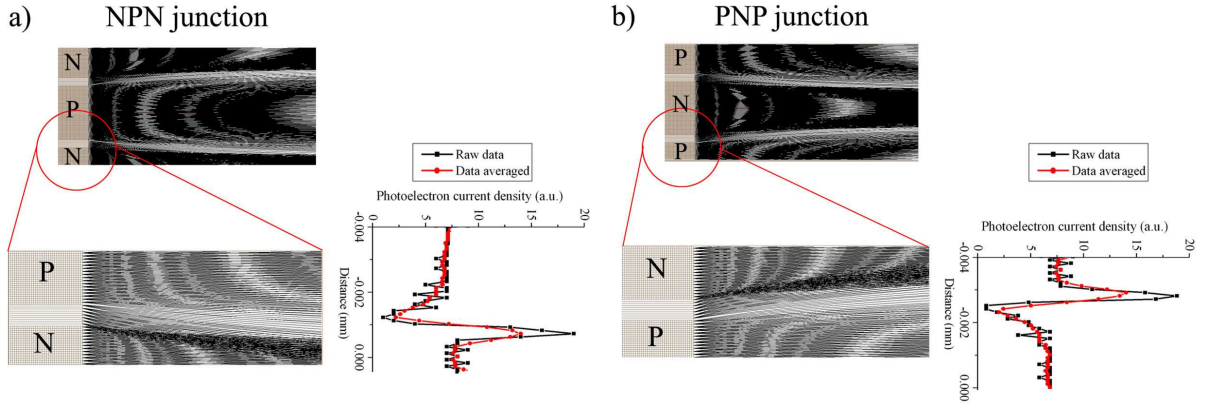 a)
NPN junction
N
P
N
P
N
Raw data
Data averaged
Photoelectron current density (a.u.)
0
5
10
15
20
-0.004
-0.002
0.000
Distance (mm)
b)
PNP junction
P
N
P
N
P
Raw data
Data averaged
Photoelectron current density (a.u.)
0
5
10
15
20
-0.004
-0.002
0.000
Distance (mm)